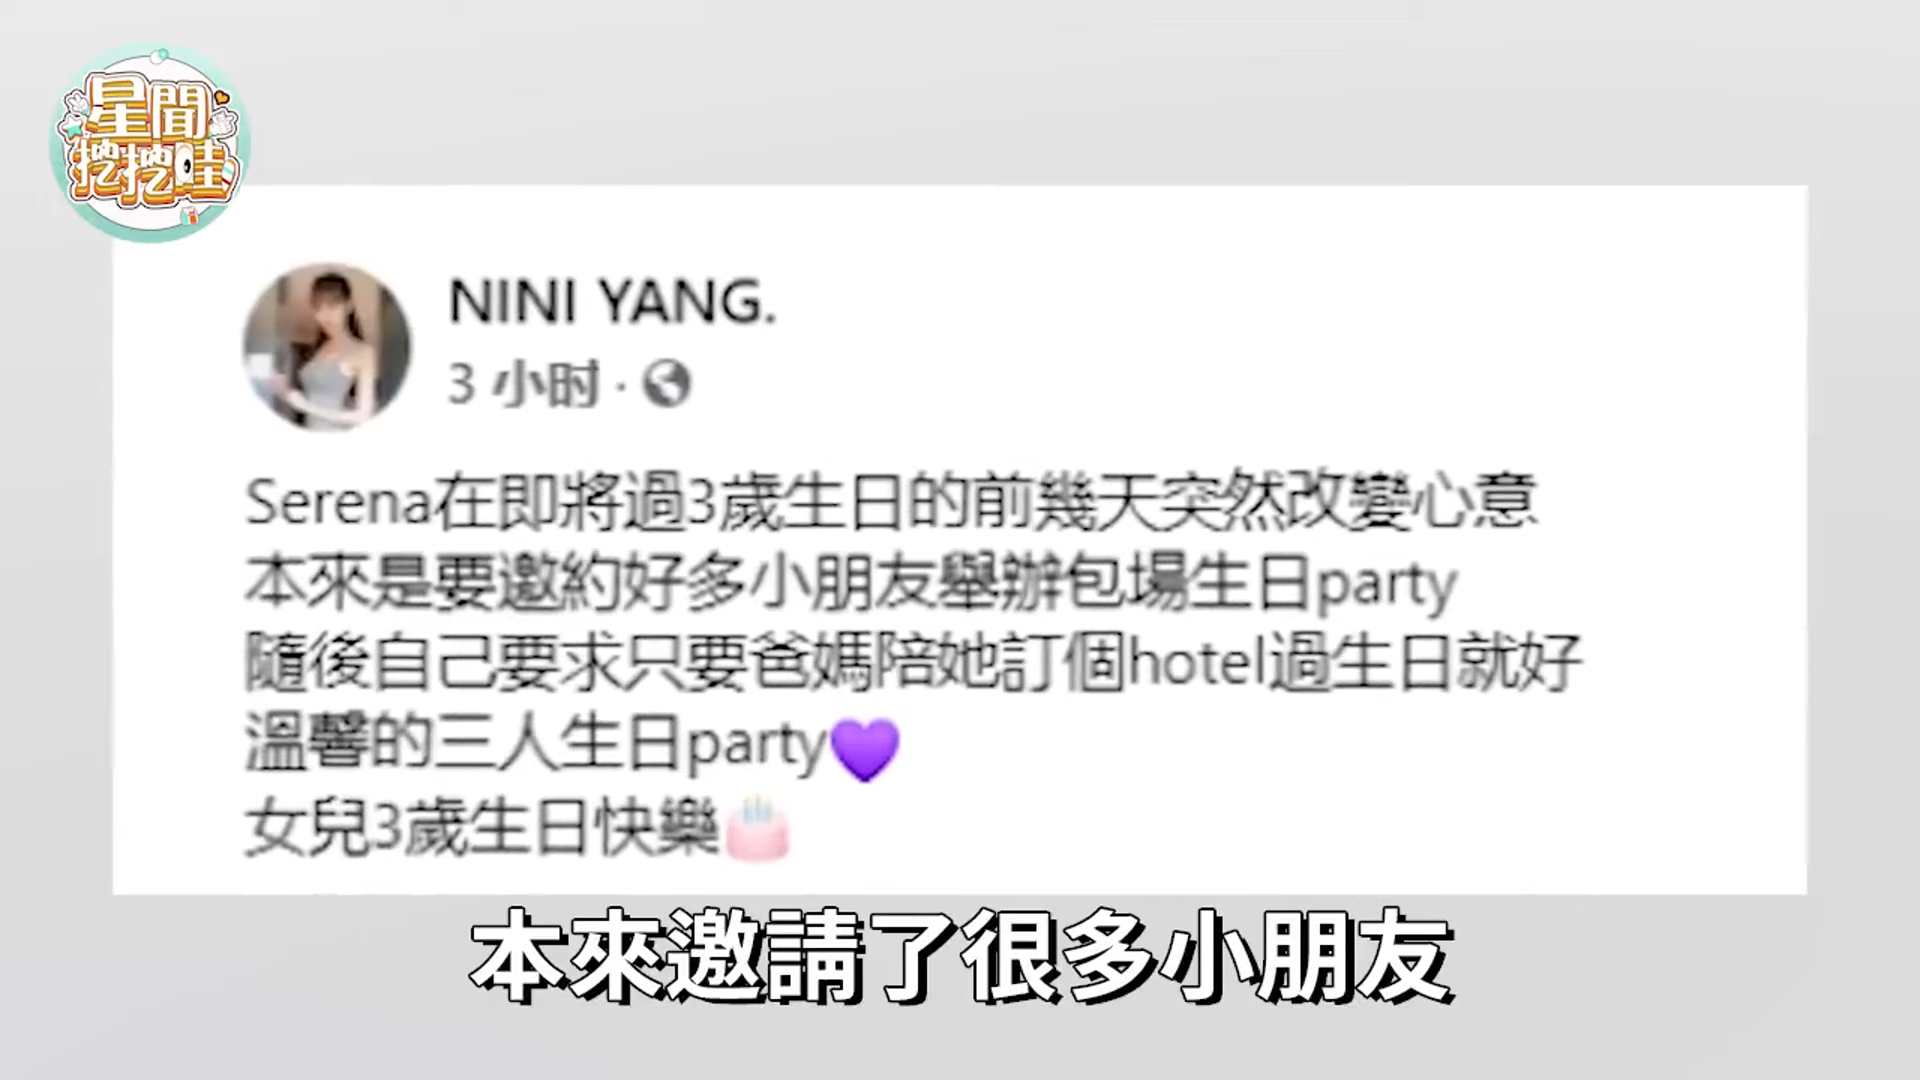 星聞
挖挖哇
NINI YANG.
3 小时 ·
Serena在即將過3歲生日的前幾天突然改變心意
本來是要邀約好多小朋友舉辦包場生日party
隨後自己要求只要爸媽陪她訂個hotel過生日就好
溫馨的三人生日party💜
女兒3歲生日快樂🎂
本來邀請了很多小朋友